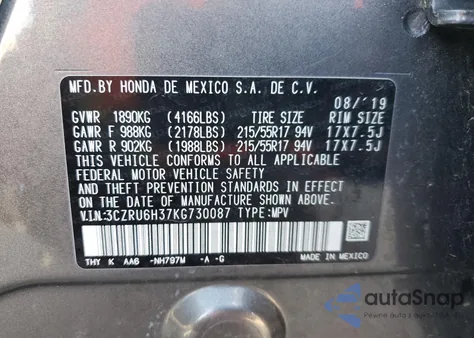 MFD.BY HONDA DE MEXICO S.A. DE C.V.
08/'19
GVWR 1890KG (4166LBS) TIRE SIZE RIM SIZE
GAWR F 988KG (2178LBS) 215/55R17 94V 17X7.5J
GAWR R 902KG (1988LBS) 215/55R17 94V 17X7.5J
THIS VEHICLE CONFORMS TO ALL APPLICABLE
FEDERAL MOTOR VEHICLE SAFETY
AND THEFT PREVENTION STANDARDS IN EFFECT ON
THE DATE OF MANUFACTURE SHOWN ABOVE.
V.I.N:3CZRU6H37KG730087 TYPE:MPV
THY K AA6 -NH797M -A -G MADE IN MEXICO
autoSnap
Pewne auto z USA